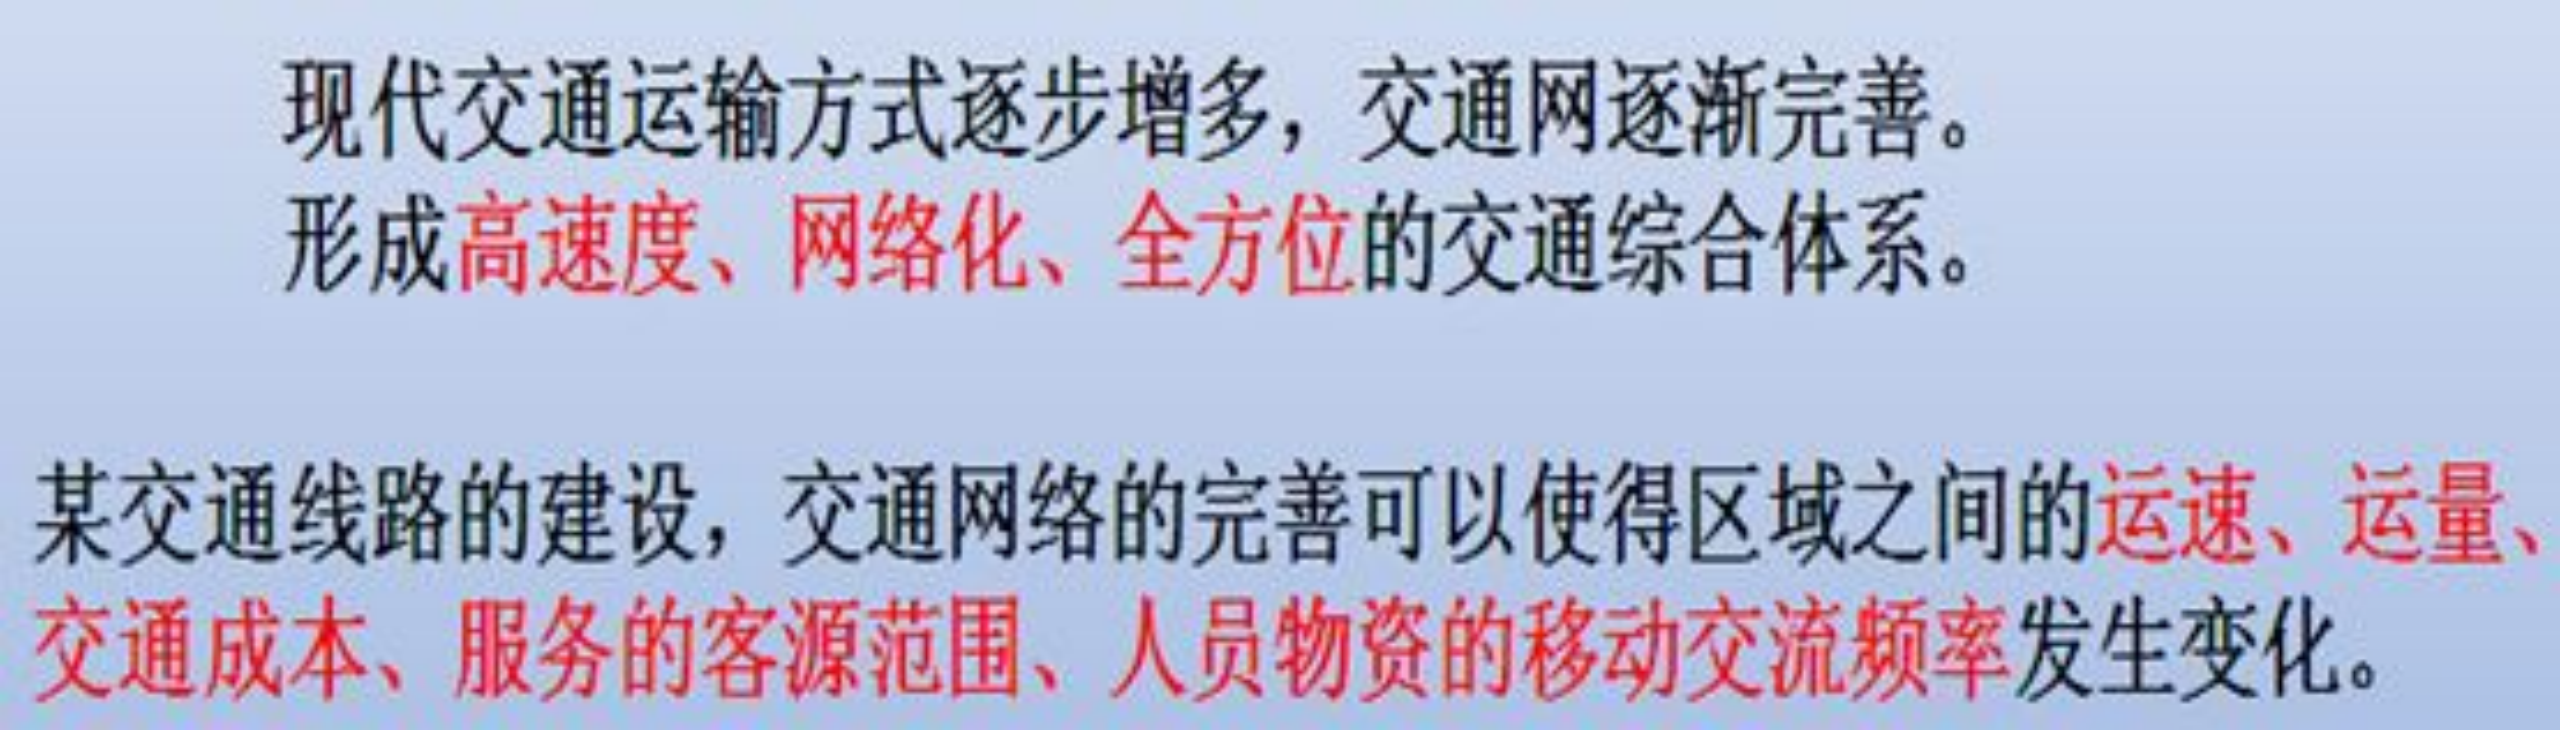 现代交通运输方式逐步增多，交通网逐渐完善。
形成高速度、网络化、全方位的交通综合体系。
某交通线路的建设，交通网络的完善可以使得区域之间的运速、运量、
交通成本、服务的客源范围、人员物资的移动交流频率发生变化。